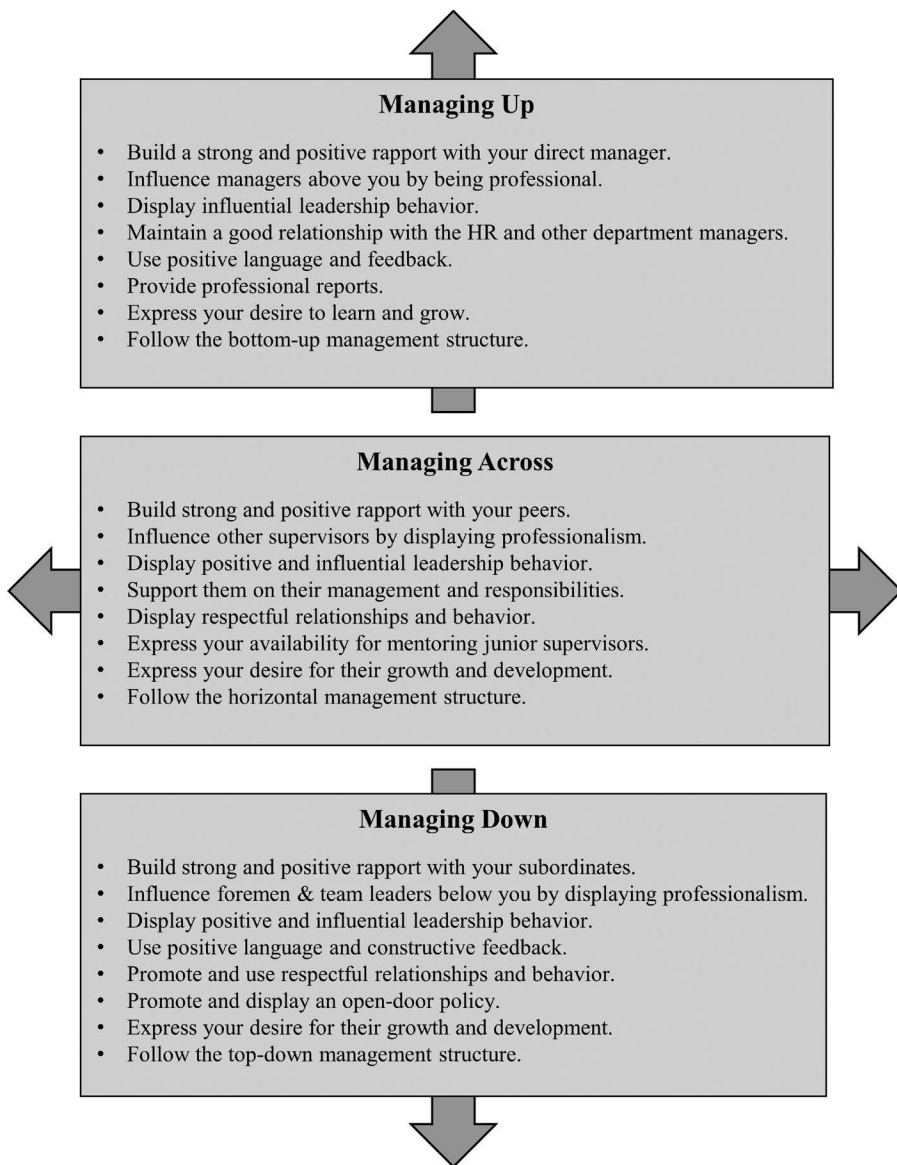 Managing Up
• Build a strong and positive rapport with your direct manager.
• Influence managers above you by being professional.
• Display influential leadership behavior.
• Maintain a good relationship with the HR and other department managers.
• Use positive language and feedback.
• Provide professional reports.
• Express your desire to learn and grow.
• Follow the bottom-up management structure.
Managing Across
• Build strong and positive rapport with your peers.
• Influence other supervisors by displaying professionalism.
• Display positive and influential leadership behavior.
• Support them on their management and responsibilities.
• Display respectful relationships and behavior.
• Express your availability for mentoring junior supervisors.
• Express your desire for their growth and development.
• Follow the horizontal management structure.
Managing Down
• Build strong and positive rapport with your subordinates.
• Influence foremen & team leaders below you by displaying professionalism.
• Display positive and influential leadership behavior.
• Use positive language and constructive feedback.
• Promote and use respectful relationships and behavior.
• Promote and display an open-door policy.
• Express your desire for their growth and development.
• Follow the top-down management structure.